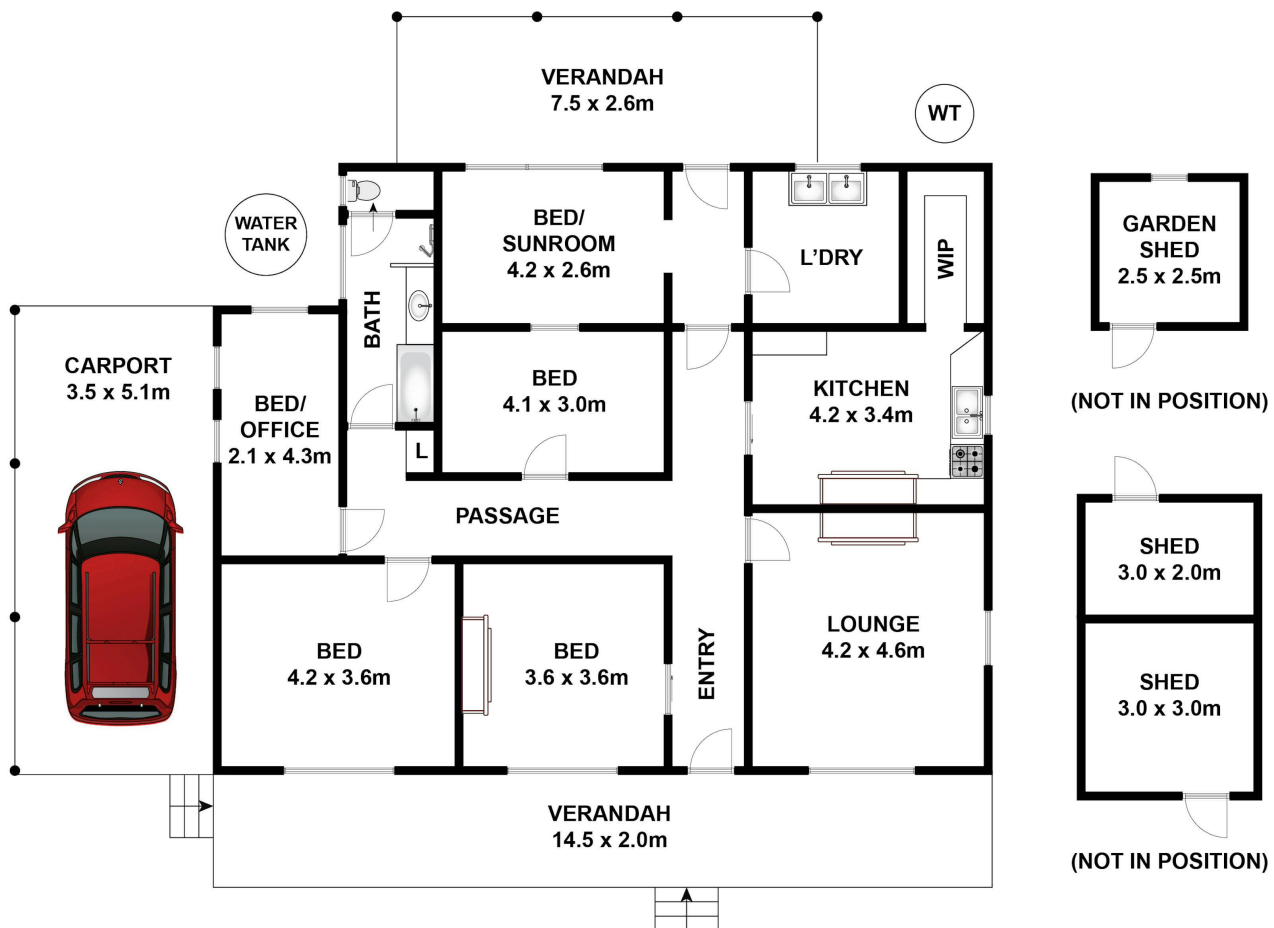 VERANDAH
7.5 x 2.6m
WT
WATER
TANK
BED/
SUNROOM
4.2 x 2.6m
L'DRY
WIP
GARDEN
SHED
2.5 x 2.5m
(NOT IN POSITION)
CARPORT
3.5 x 5.1m
BED/
OFFICE
2.1 x 4.3m
BATH
L
BED
4.1 x 3.0m
KITCHEN
4.2 x 3.4m
PASSAGE
BED
4.2 x 3.6m
BED
3.6 x 3.6m
ENTRY
LOUNGE
4.2 x 4.6m
SHED
3.0 x 2.0m
SHED
3.0 x 3.0m
(NOT IN POSITION)
VERANDAH
14.5 x 2.0m